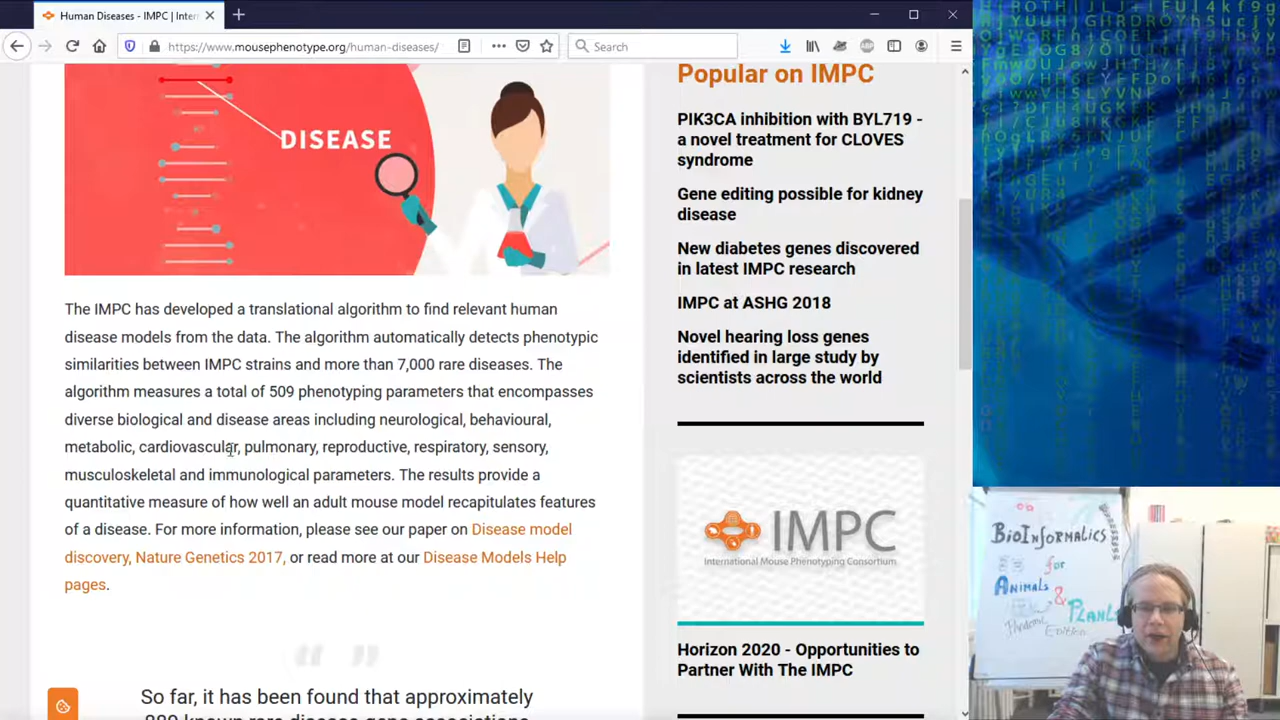 Human Diseases - IMPC | Inter
https://www.mousephenotype.org/human-diseases/
Search
DISEASE
The IMPC has developed a translational algorithm to find relevant human
disease models from the data. The algorithm automatically detects phenotypic
similarities between IMPC strains and more than 7,000 rare diseases. The
algorithm measures a total of 509 phenotyping parameters that encompasses
diverse biological and disease areas including neurological, behavioural,
metabolic, cardiovascular, pulmonary, reproductive, respiratory, sensory,
musculoskeletal and immunological parameters. The results provide a
quantitative measure of how well an adult mouse model recapitulates features
of a disease. For more information, please see our paper on Disease model
discovery, Nature Genetics 2017, or read more at our Disease Models Help
pages.
So far, it has been found that approximately
889 known rare disease gene associations
Popular on IMPC
PIK3CA inhibition with BYL719 -
a novel treatment for CLOVES
syndrome
Gene editing possible for kidney
disease
New diabetes genes discovered
in latest IMPC research
IMPC at ASHG 2018
Novel hearing loss genes
identified in large study by
scientists across the world
IMPC
International Mouse Phenotyping Consortium
Horizon 2020 - Opportunities to
Partner With The IMPC
BioInformatics
for
Animals
&
Plants
Pandemic
Edition